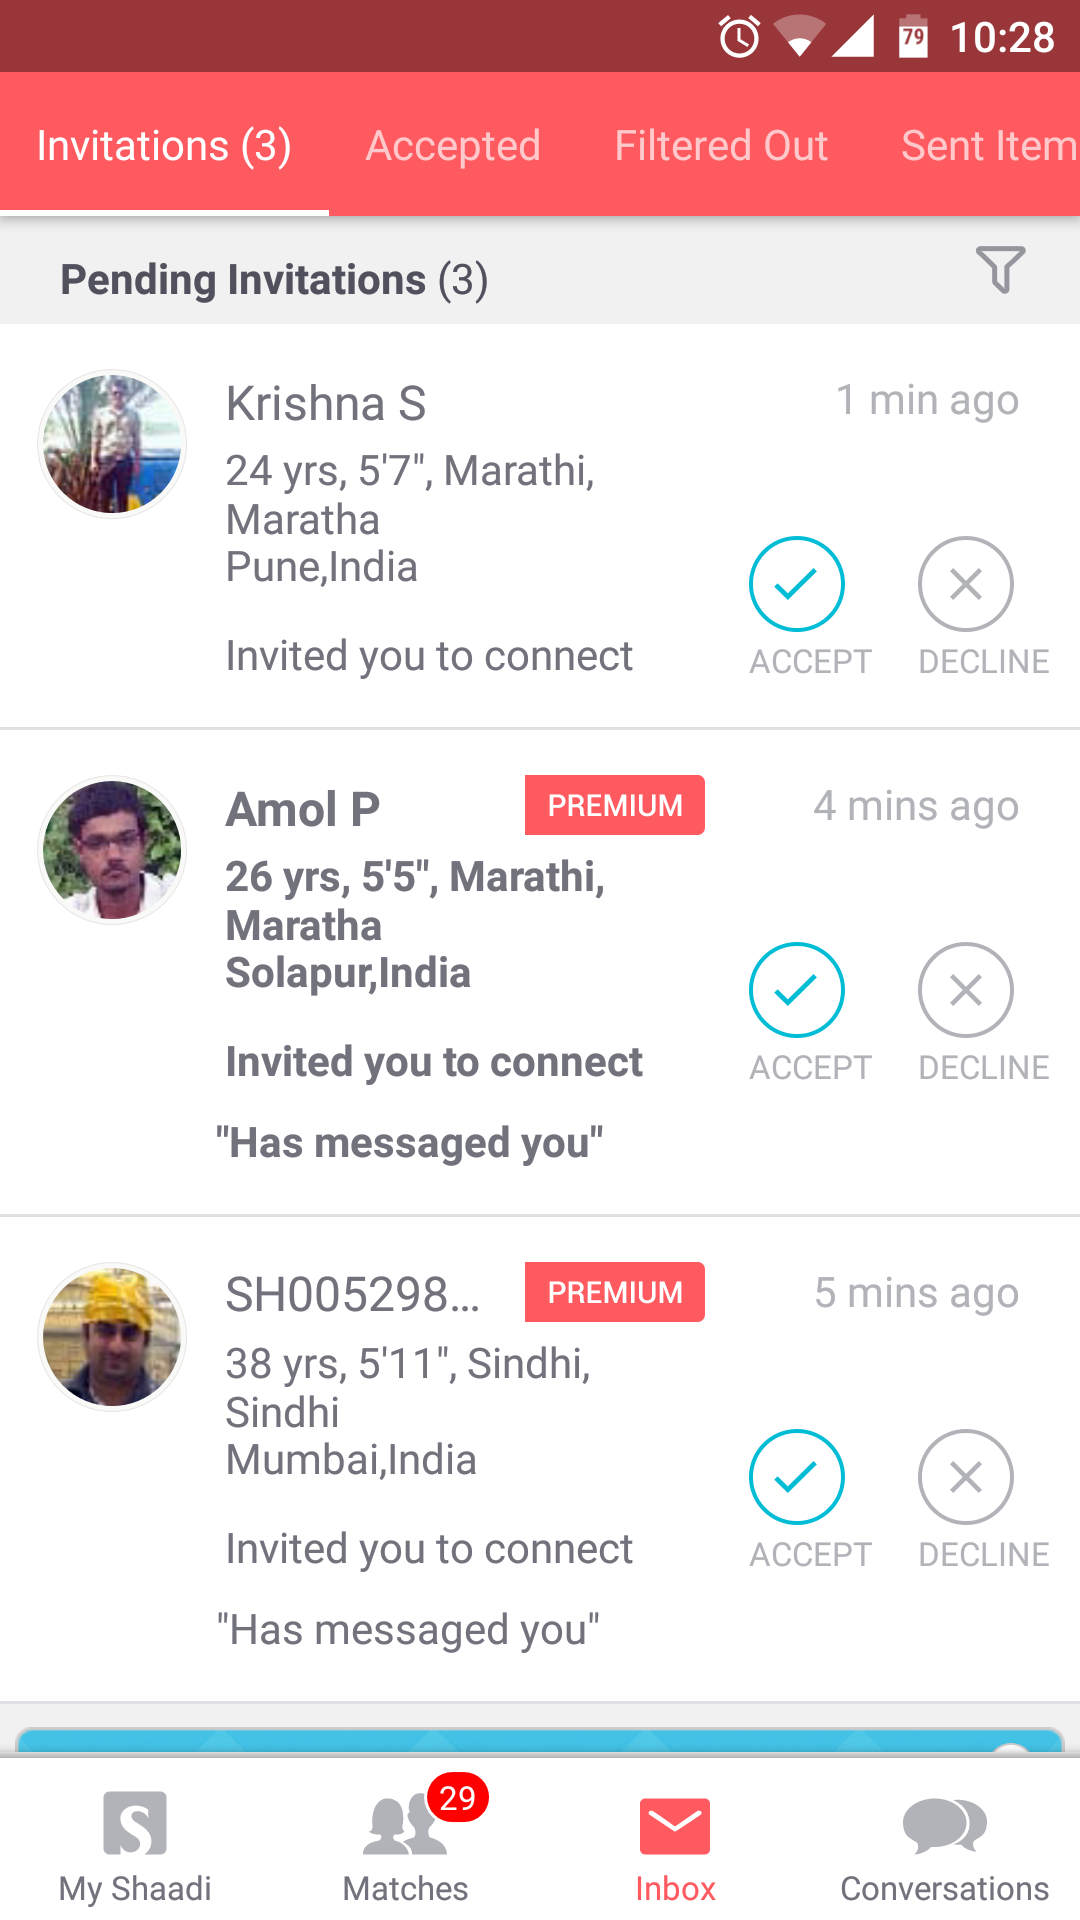 79 10:28
Invitations (3) Accepted Filtered Out Sent Item
Pending Invitations (3)
Krishna S 1 min ago
24 yrs, 5'7", Marathi,
Maratha
Pune,India
Invited you to connect
ACCEPT DECLINE
Amol P PREMIUM 4 mins ago
26 yrs, 5'5", Marathi,
Maratha
Solapur,India
Invited you to connect
ACCEPT DECLINE
"Has messaged you"
SH005298... PREMIUM 5 mins ago
38 yrs, 5'11", Sindhi,
Sindhi
Mumbai,India
Invited you to connect
ACCEPT DECLINE
"Has messaged you"
29
My Shaadi Matches Inbox Conversations